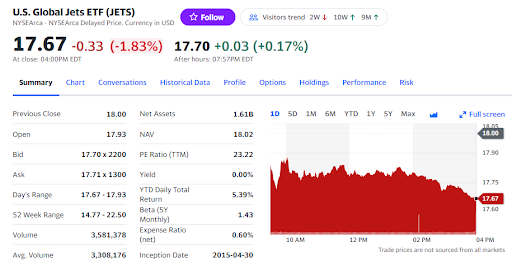 U.S. Global Jets ETF (JETS)
NYSEArca - NYSEArca Delayed Price. Currency in USD
Follow
Visitors trend 2W ↓ 10W ↑ 9M ↑
17.67 -0.33 (-1.83%)
At close: 04:00PM EDT
17.70 +0.03 (+0.17%)
After hours: 07:57PM EDT
Summary Chart Conversations Historical Data Profile Options Holdings Performance Risk
Previous Close 18.00
Open 17.93
Bid 17.70 x 2200
Ask 17.71 x 1300
Day's Range 17.67 - 17.93
52 Week Range 14.77 - 22.50
Volume 3,581,378
Avg. Volume 3,308,176
Net Assets 1.61B
NAV 18.02
PE Ratio (TTM) 23.22
Yield 0.00%
YTD Daily Total
Return 5.39%
Beta (5Y
Monthly) 1.43
Expense Ratio
(net) 0.60%
Inception Date 2015-04-30
1D 5D 1M 6M YTD 1Y 5Y Max
Full screen
18.05
18.00
17.90
17.75
17.67
17.60
10 AM 12 PM 02 PM 04 PM
Trade prices are not sourced from all markets